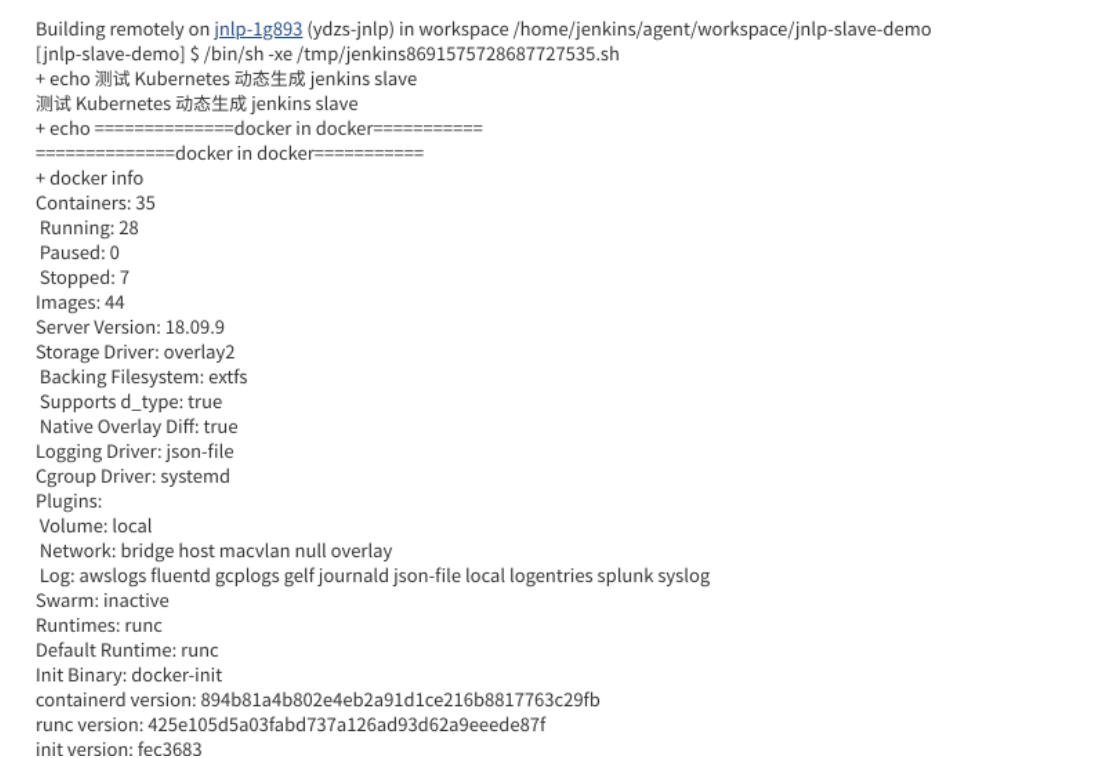 Building remotely on jnlp-1g893 (ydzs-jnlp) in workspace /home/jenkins/agent/workspace/jnlp-slave-demo
[jnlp-slave-demo] $ /bin/sh -xe /tmp/jenkins8691575728687727535.sh
+ echo 测试 Kubernetes 动态生成 jenkins slave
测试 Kubernetes 动态生成 jenkins slave
+ echo ==============docker in docker===========
==============docker in docker===========
+ docker info
Containers: 35
 Running: 28
 Paused: 0
 Stopped: 7
Images: 44
Server Version: 18.09.9
Storage Driver: overlay2
 Backing Filesystem: extfs
 Supports d_type: true
 Native Overlay Diff: true
Logging Driver: json-file
Cgroup Driver: systemd
Plugins:
 Volume: local
 Network: bridge host macvlan null overlay
 Log: awslogs fluentd gcplogs gelf journald json-file local logentries splunk syslog
Swarm: inactive
Runtimes: runc
Default Runtime: runc
Init Binary: docker-init
containerd version: 894b81a4b802e4eb2a91d1ce216b8817763c29fb
runc version: 425e105d5a03fabd737a126ad93d62a9eeede87f
init version: fec3683